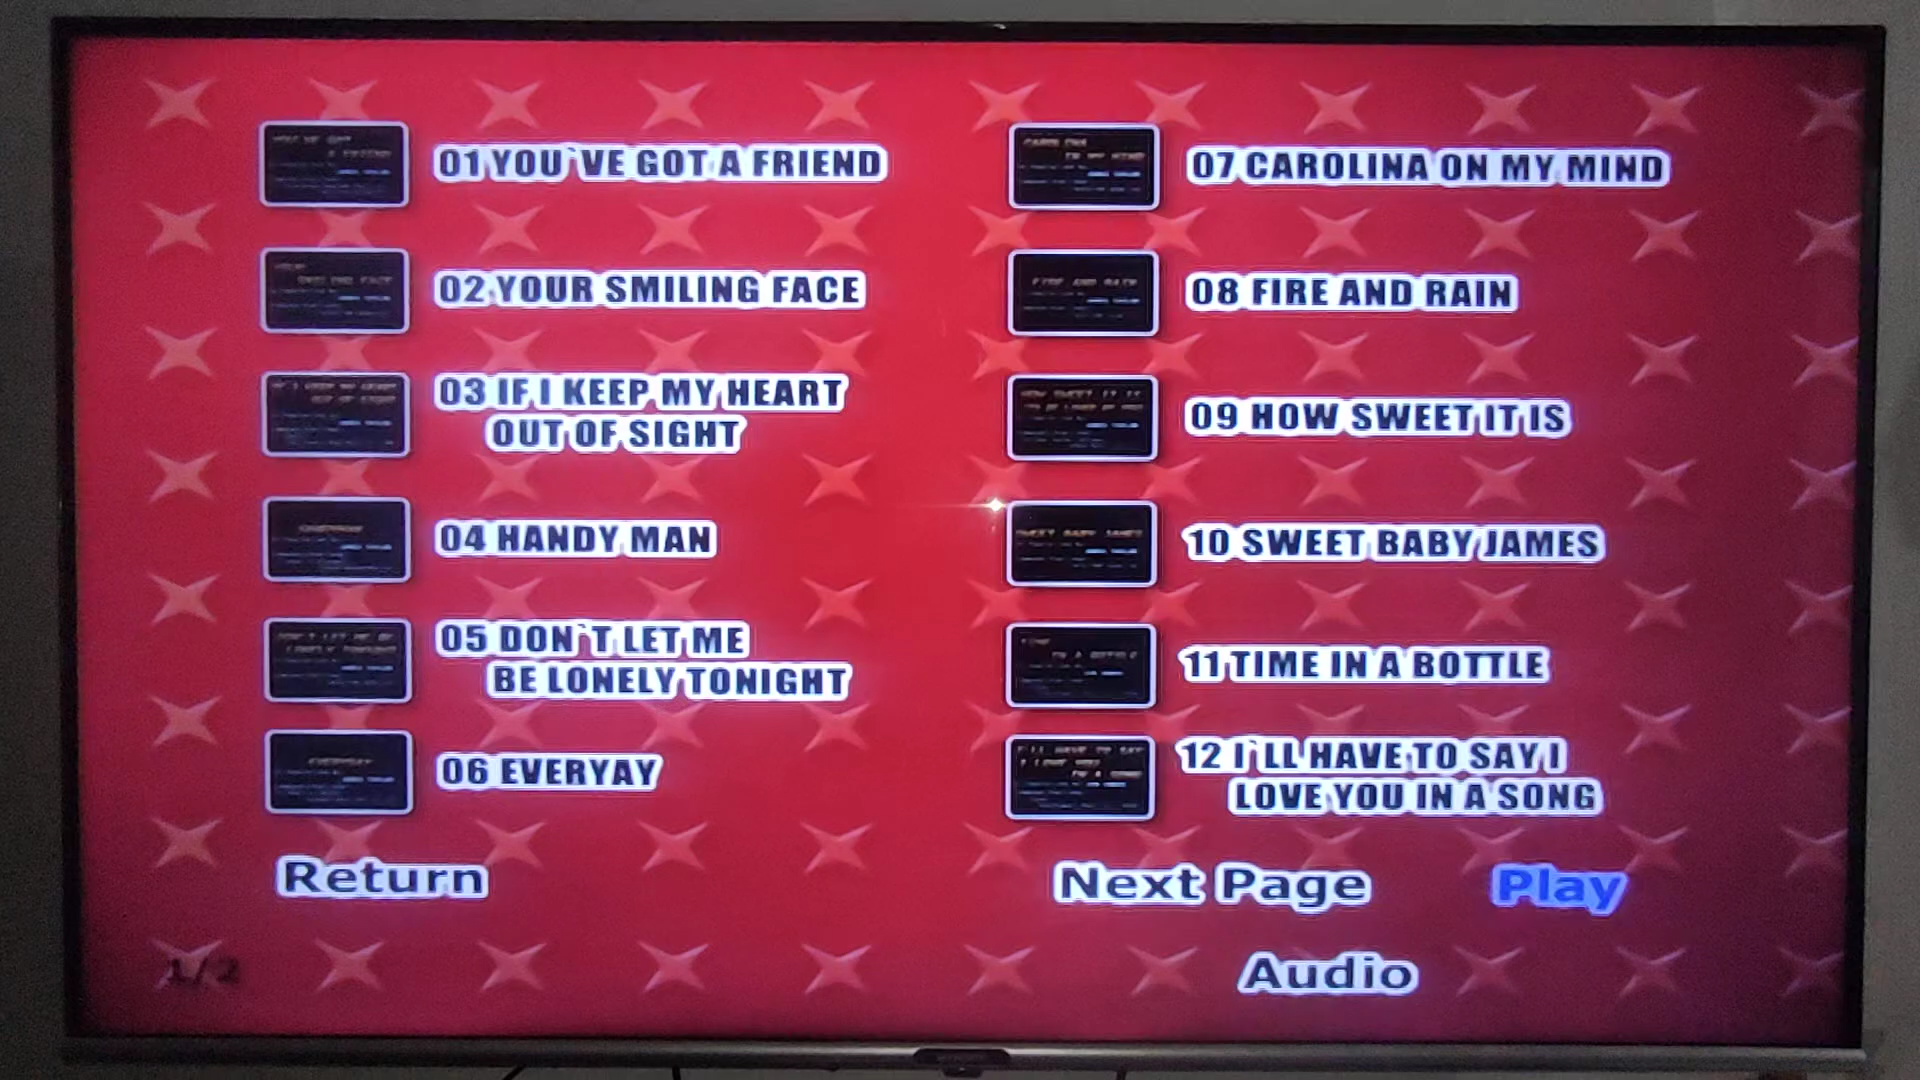 01 YOU`VE GOT A FRIEND
02 YOUR SMILING FACE
03 IF I KEEP MY HEART
OUT OF SIGHT
04 HANDY MAN
05 DON`T LET ME
BE LONELY TONIGHT
06 EVERYAY
07 CAROLINA ON MY MIND
08 FIRE AND RAIN
09 HOW SWEET IT IS
10 SWEET BABY JAMES
11 TIME IN A BOTTLE
12 I`LL HAVE TO SAY I
LOVE YOU IN A SONG
Return
Next Page
Play
Audio
1/2